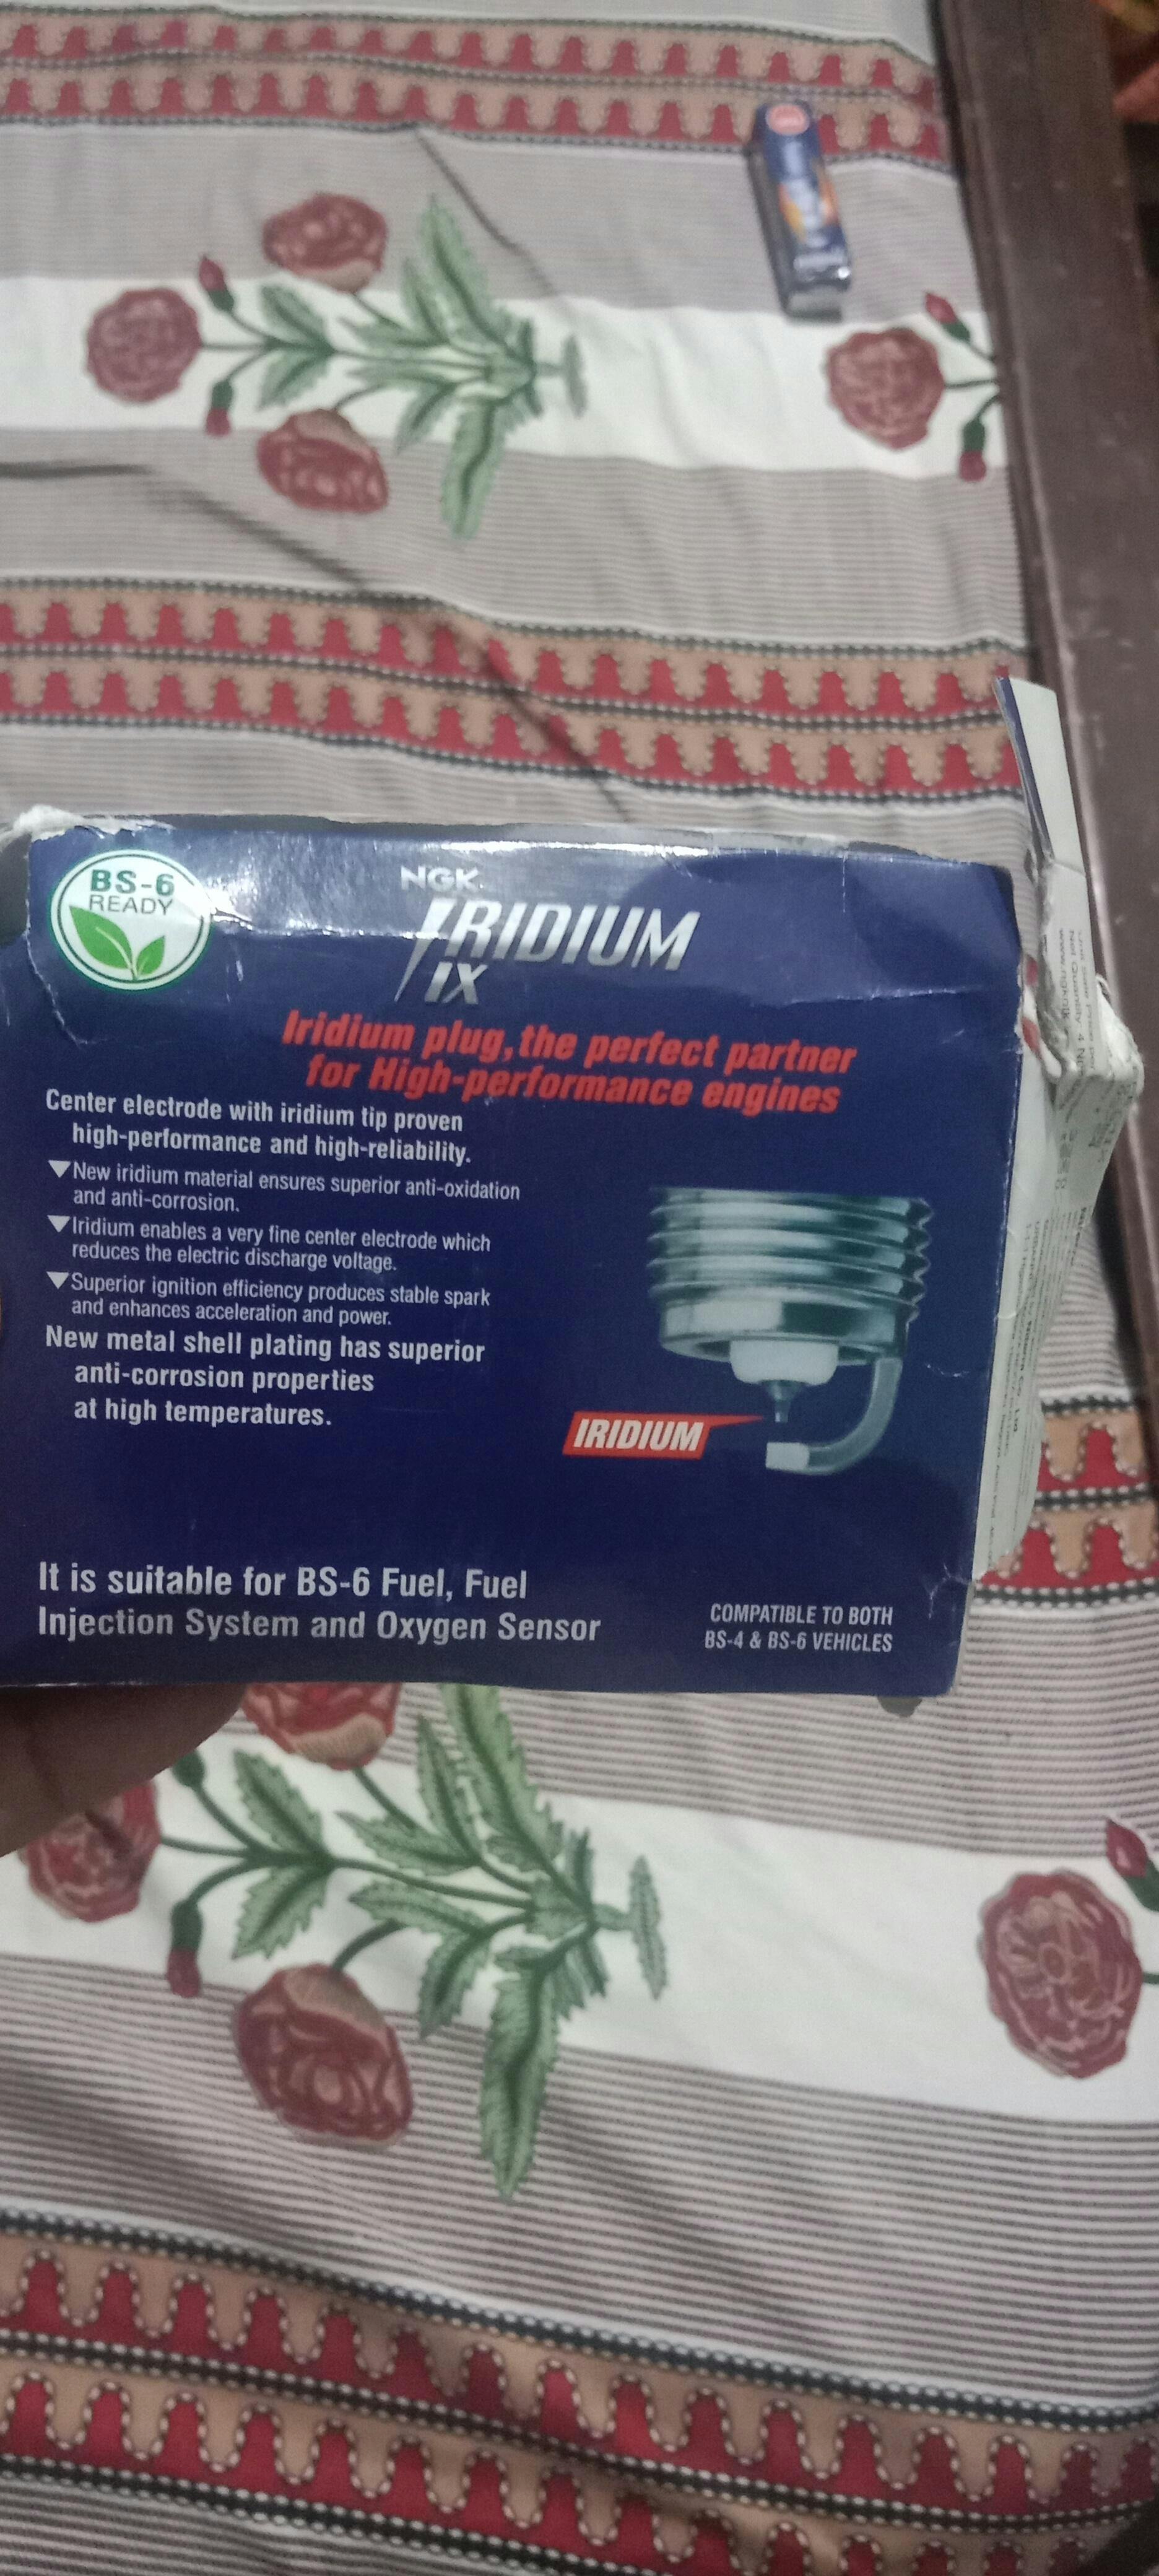 BS-6
READY
NGK
IRIDIUM
IX
Iridium plug, the perfect partner
for High-performance engines
Center electrode with iridium tip proven
high-performance and high-reliability.
▼New iridium material ensures superior anti-oxidation
and anti-corrosion.
▼Iridium enables a very fine center electrode which
reduces the electric discharge voltage.
▼Superior ignition efficiency produces stable spark
and enhances acceleration and power.
New metal shell plating has superior
anti-corrosion properties
at high temperatures.
IRIDIUM
It is suitable for BS-6 Fuel, Fuel
Injection System and Oxygen Sensor
COMPATIBLE TO BOTH
BS-4 & BS-6 VEHICLES
Net Quantity 4